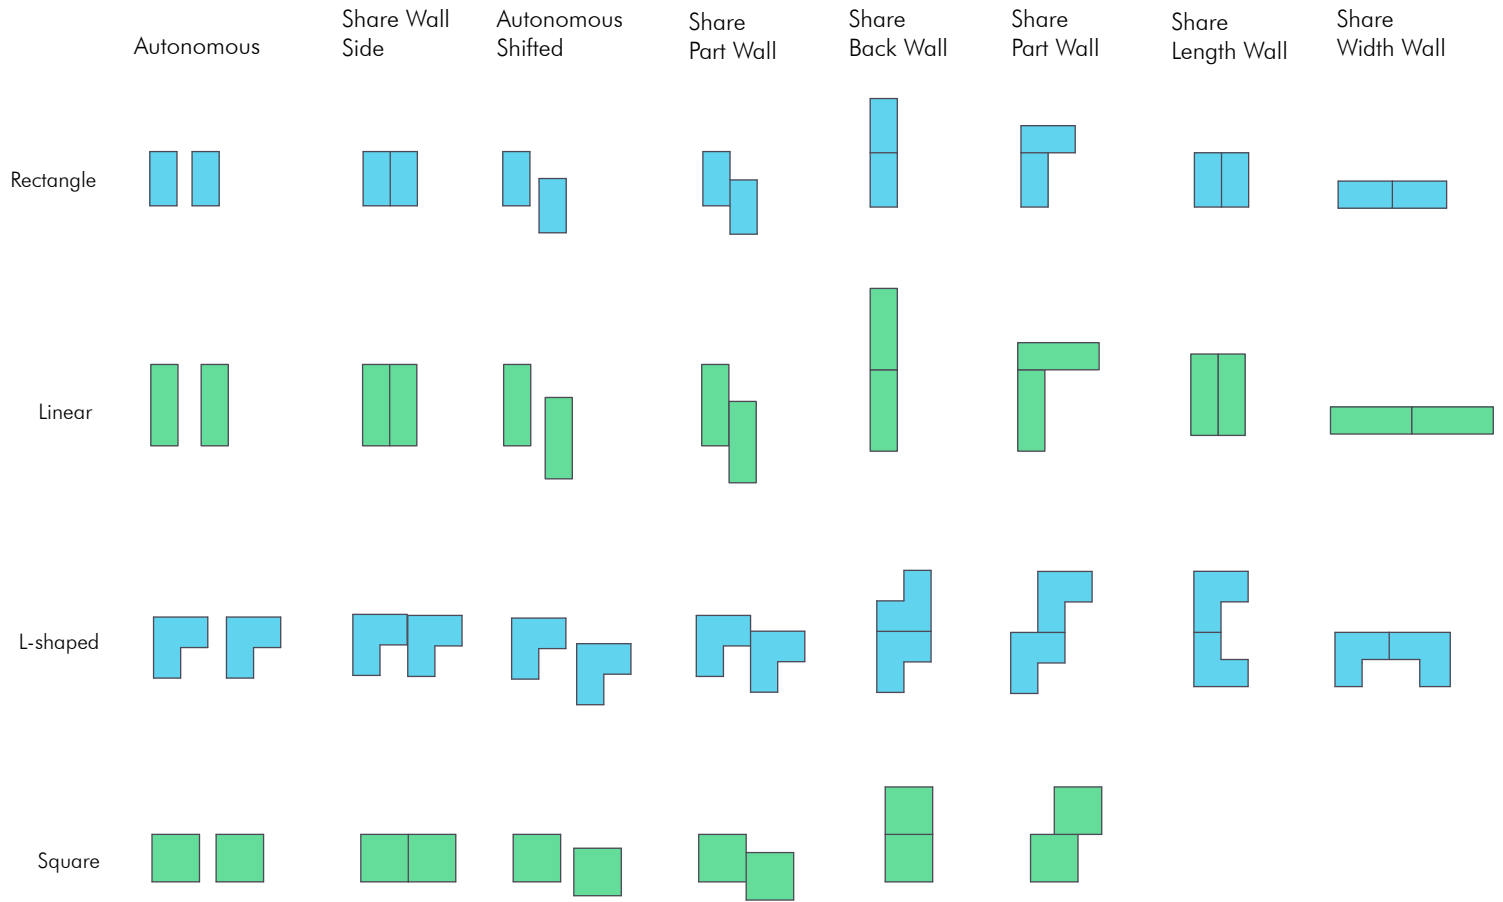 Autonomous
Share Wall
Side
Autonomous
Shifted
Share
Part Wall
Share
Back Wall
Share
Part Wall
Share
Length Wall
Share
Width Wall
Rectangle
Linear
L-shaped
Square